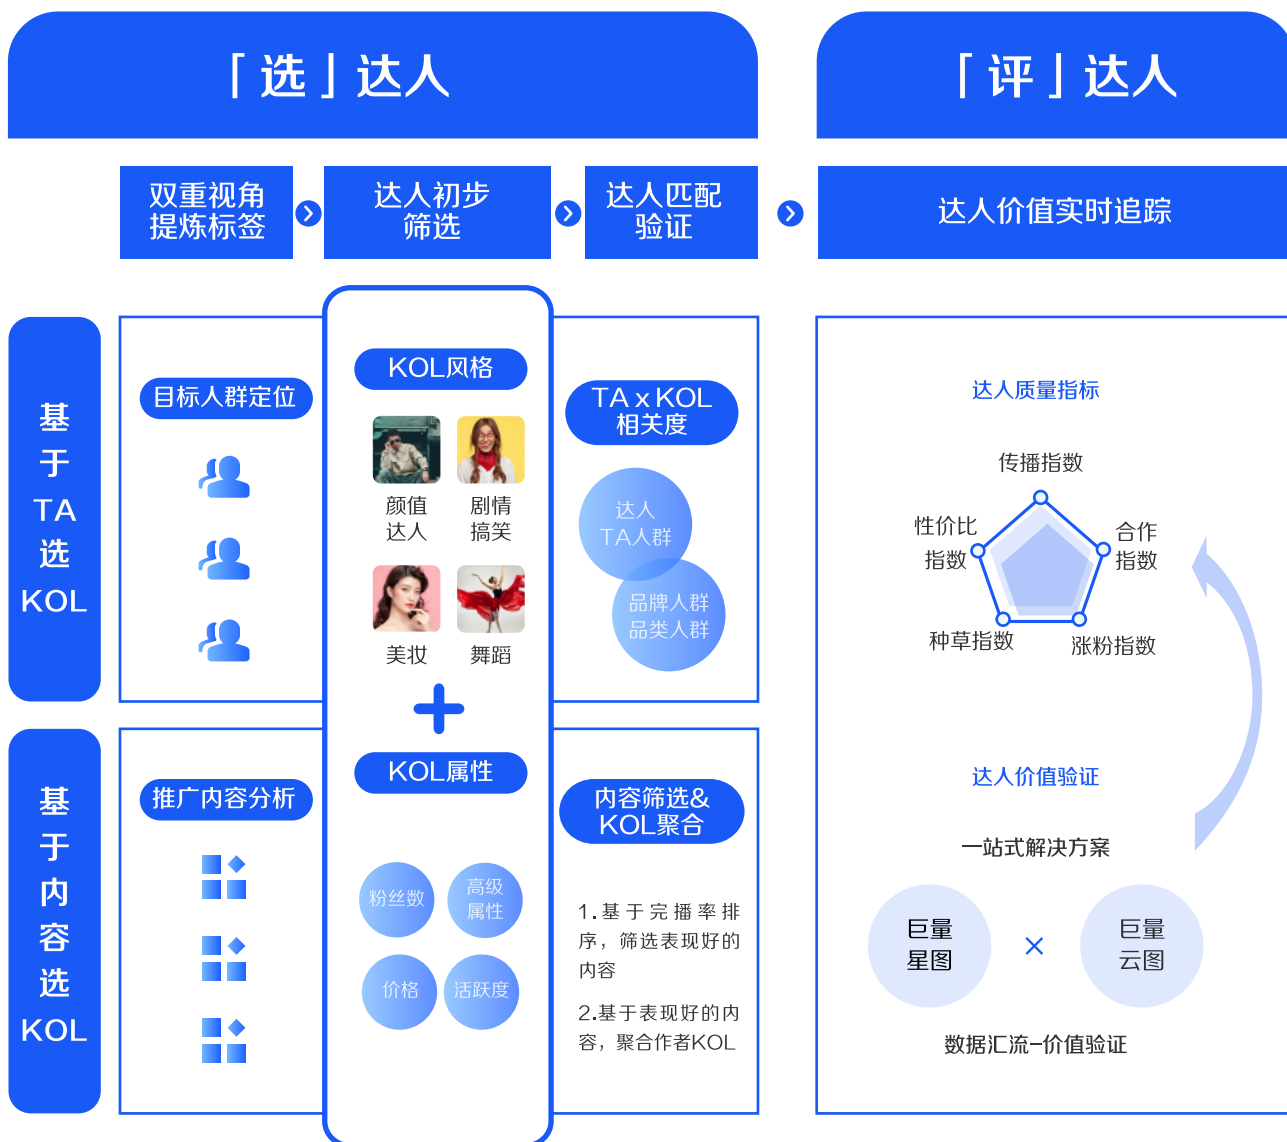 「选」达人
「评」达人
双重视角
提炼标签
达人初步
筛选
达人匹配
验证
达人价值实时追踪
基
于
TA
选
KOL
目标人群定位
KOL风格
颜值
达人
剧情
搞笑
美妆
舞蹈
TA x KOL
相关度
达人
TA人群
品牌人群
品类人群
基
于
内
容
选
KOL
推广内容分析
KOL属性
粉丝数
高级
属性
价格
活跃度
内容筛选&
KOL聚合
1.基于完播率排
序，筛选表现好的
内容
2.基于表现好的内
容，聚合作者KOL
达人质量指标
传播指数
性价比
指数
合作
指数
种草指数
涨粉指数
达人价值验证
一站式解决方案
巨量
星图
×
巨量
云图
数据汇流-价值验证